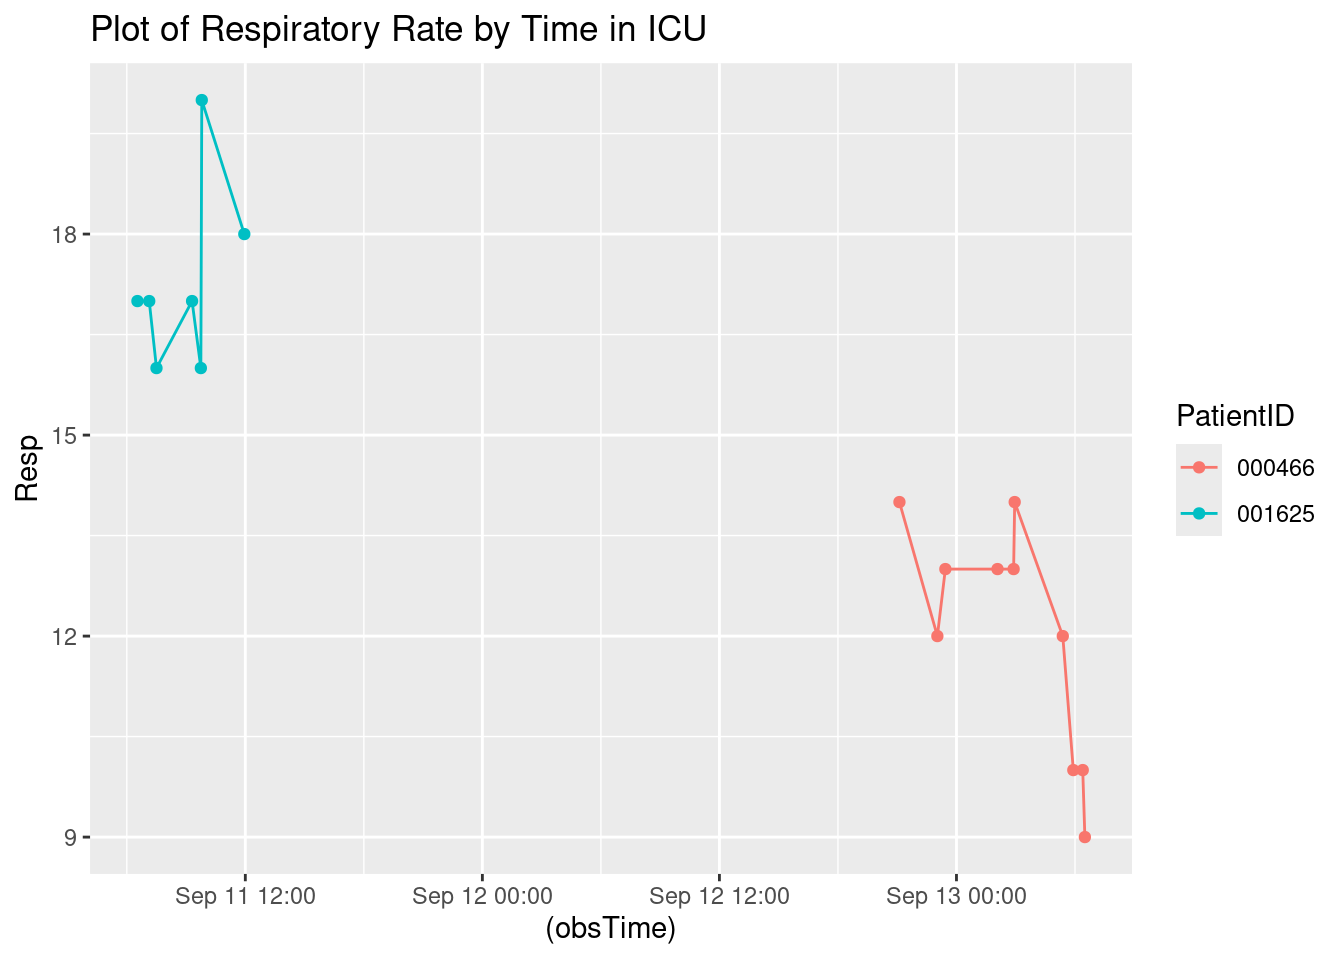 Plot of Respiratory Rate by Time in ICU
Resp
18
15
12
9
Sep 11 12:00 Sep 12 00:00 Sep 12 12:00 Sep 13 00:00
(obsTime)
PatientID
000466
001625